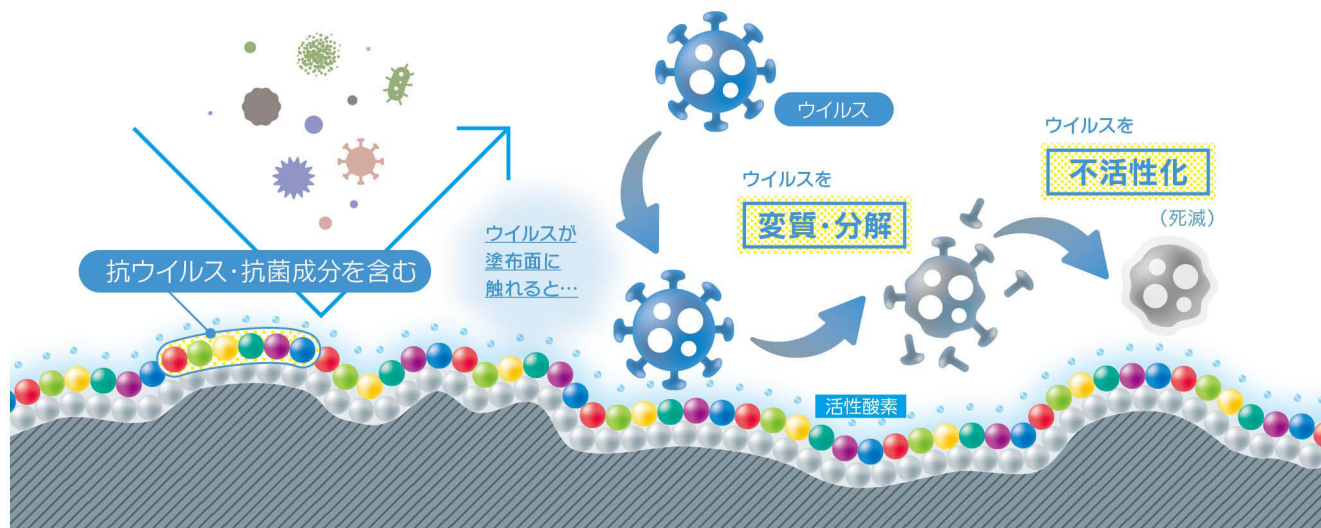 抗ウイルス・抗菌成分を含む
ウイルスが
塗布面に
触れると…
ウイルス
ウイルスを
変質・分解
ウイルスを
不活性化
（死滅）
活性酸素